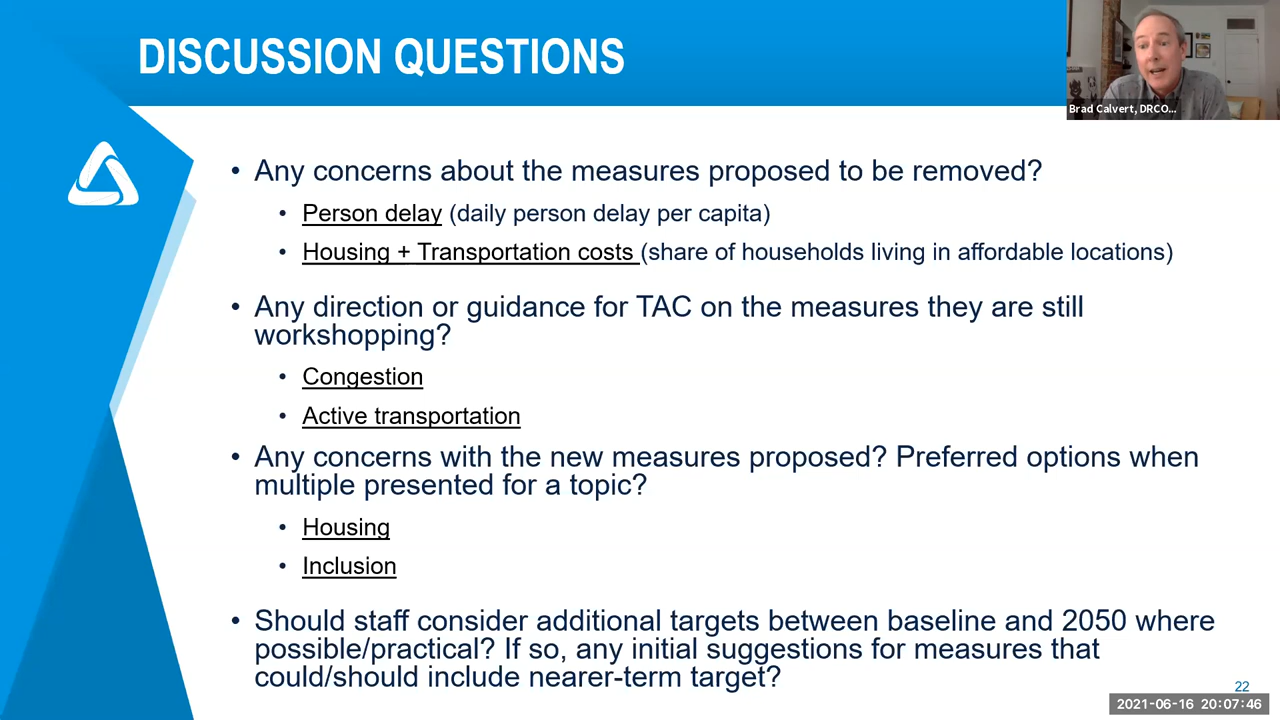 DISCUSSION QUESTIONS
Brad Calvert, DRCO...
• Any concerns about the measures proposed to be removed?
• Person delay (daily person delay per capita)
• Housing + Transportation costs (share of households living in affordable locations)
• Any direction or guidance for TAC on the measures they are still
workshopping?
• Congestion
• Active transportation
• Any concerns with the new measures proposed? Preferred options when
multiple presented for a topic?
• Housing
• Inclusion
• Should staff consider additional targets between baseline and 2050 where
possible/practical? If so, any initial suggestions for measures that
could/should include nearer-term target?
22
2021-06-16 20:07:46